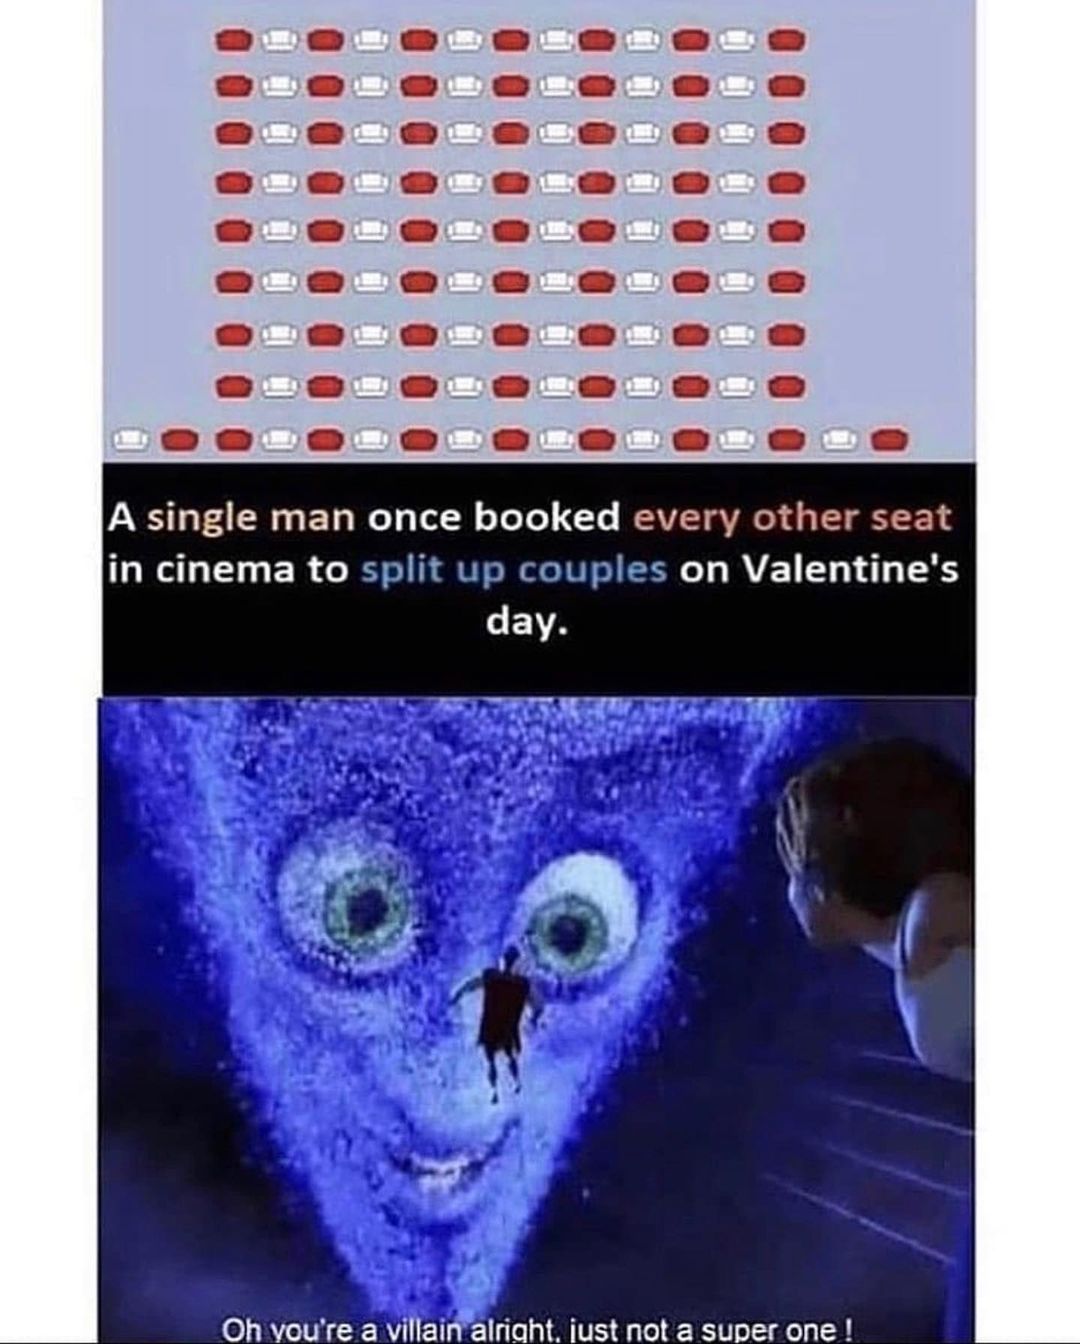 A single man once booked every other seat
in cinema to split up couples on Valentine's
day.
Oh you're a villain alright, just not a super one !